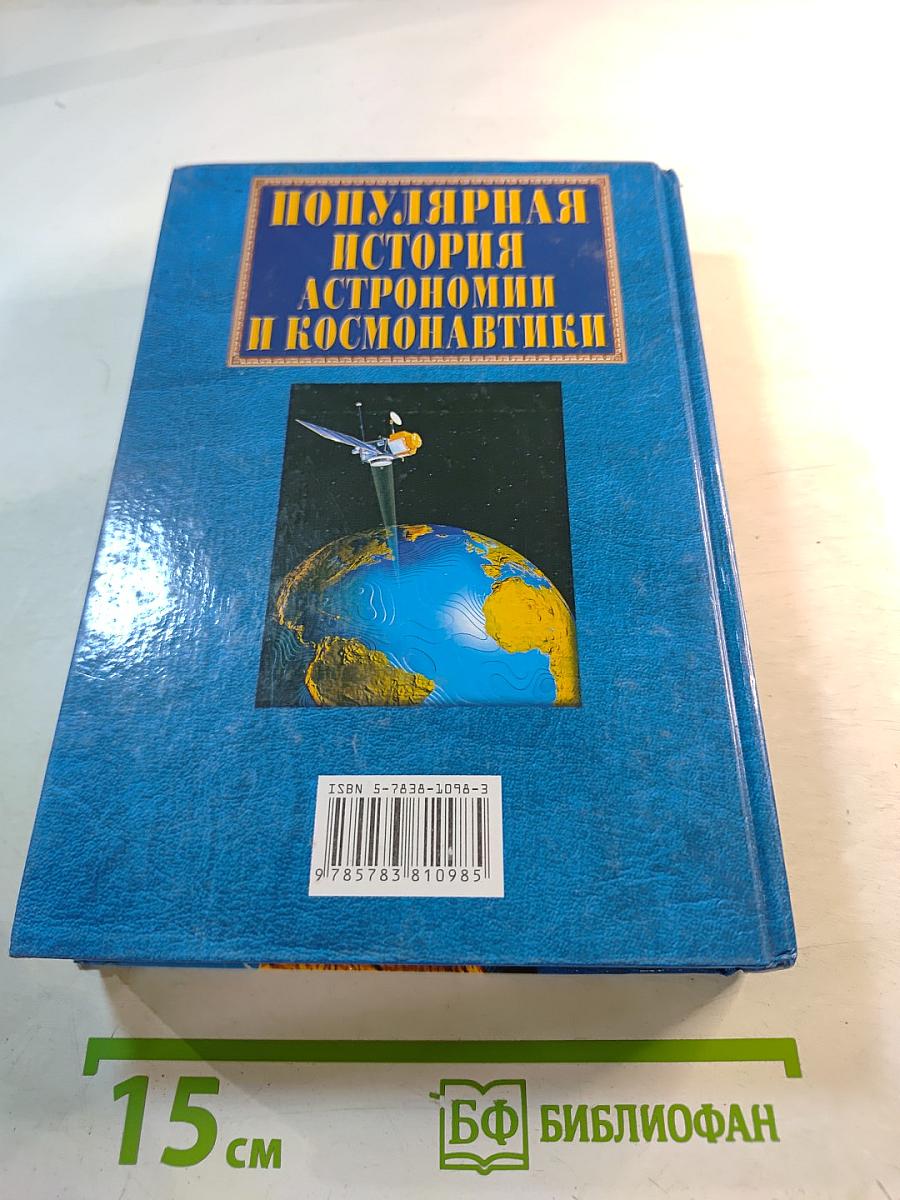 ПОПУЛЯРНАЯ
ИСТОРИЯ
АСТРОНОМИИ
И КОСМОНАВТИКИ
ISBN 5-7838-1098-3
9 785783 810985
15 см
БФ БИБЛИОФАН